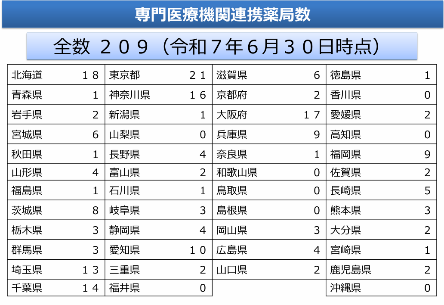 専門医療機関連携薬局数
全数 209（令和7年6月30日時点）
北海道 18 東京都 21 滋賀県 6 徳島県 1
青森県 1 神奈川県 16 京都府 2 香川県 0
岩手県 2 新潟県 1 大阪府 17 愛媛県 2
宮城県 6 山梨県 0 兵庫県 9 高知県 0
秋田県 1 長野県 4 奈良県 1 福岡県 9
山形県 4 富山県 2 和歌山県 0 佐賀県 2
福島県 1 石川県 1 鳥取県 0 長崎県 5
茨城県 8 岐阜県 3 島根県 0 熊本県 3
栃木県 3 静岡県 4 岡山県 3 大分県 2
群馬県 3 愛知県 10 広島県 4 宮崎県 1
埼玉県 13 三重県 2 山口県 2 鹿児島県 2
千葉県 14 福井県 0 沖縄県 0